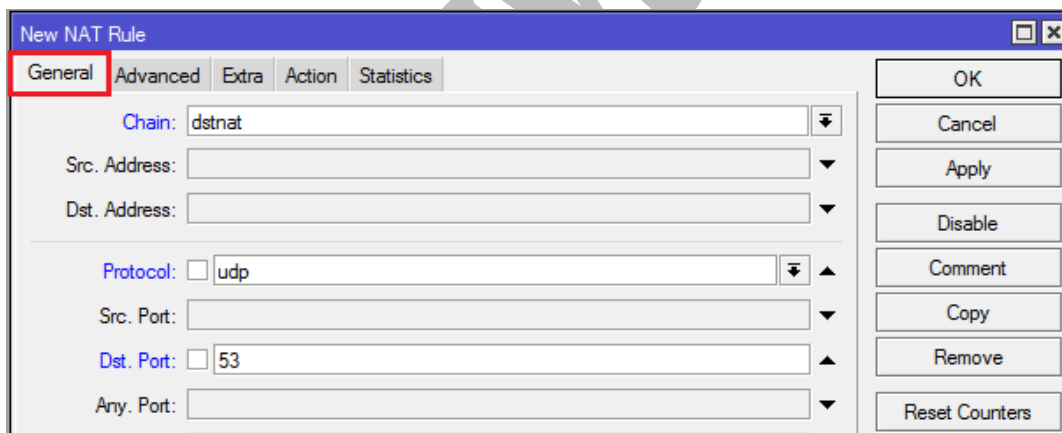 New NAT Rule
General Advanced Extra Action Statistics
OK
Chain: dstnat
Cancel
Src. Address:
Apply
Dst. Address:
Disable
Protocol: udp
Comment
Src. Port:
Copy
Dst. Port: 53
Remove
Any. Port:
Reset Counters